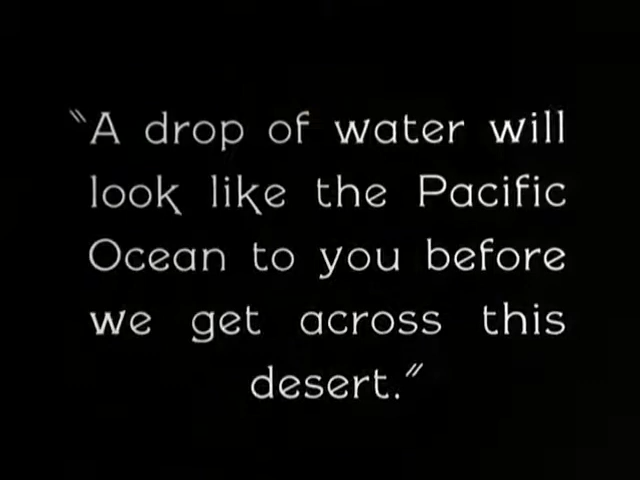 "A drop of water will
look like the Pacific
Ocean to you before
we get across this
desert."